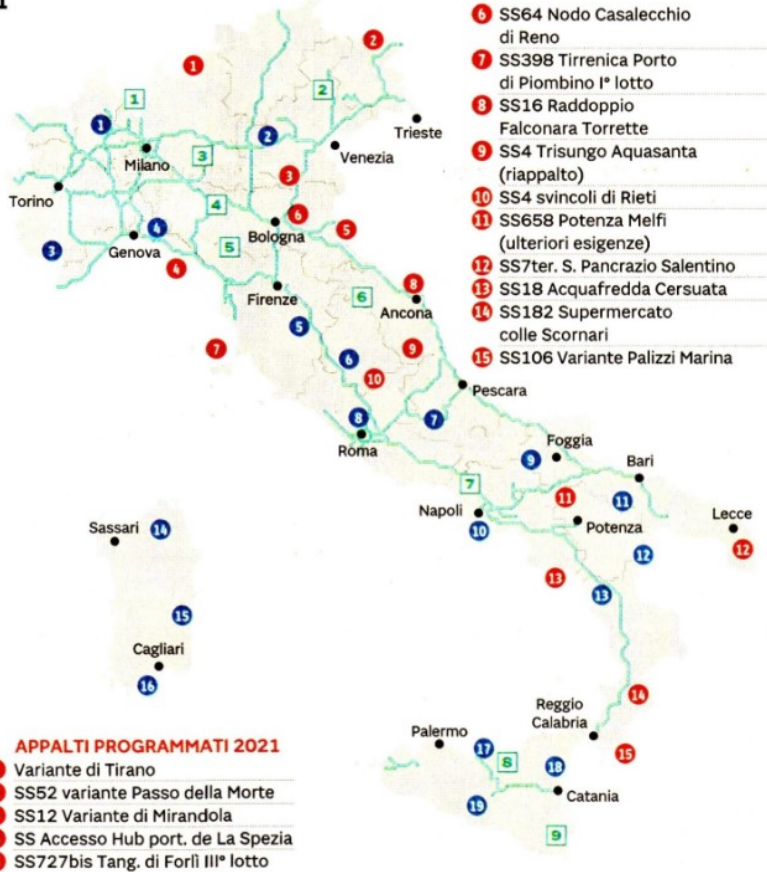 6 SS64 Nodo Casalecchio
di Reno
7 SS398 Tirrenica Porto
di Piombino I° lotto
8 SS16 Raddoppio
Falconara Torrette
9 SS4 Trisungo Aquasanta
(riappalto)
10 SS4 svincoli di Rieti
11 SS658 Potenza Melfi
(ulteriori esigenze)
12 SS7ter. S. Pancrazio Salentino
13 SS18 Acquafredda Cersuata
14 SS182 Supermercato
colle Scornari
15 SS106 Variante Palizzi Marina
2
1
2
1
1
2
Trieste
Milano
3
Venezia
3
Torino
4
6
4
5
Bologna
3
Genova
5
4
8
Firenze
6
Ancona
5
7
9
6
10
Pescara
8
7
Roma
Foggia
9
Bari
7
11
11
Napoli
Lecce
10
Potenza
12
12
13
13
Sassari
14
15
Cagliari
16
14
Reggio
Calabria
15
Palermo
17
8
18
Catania
19
9
APPALTI PROGRAMMATI 2021
Variante di Tirano
SS52 variante Passo della Morte
SS12 Variante di Mirandola
SS Accesso Hub port. de La Spezia
SS727bis Tang. di Forlì III° lotto